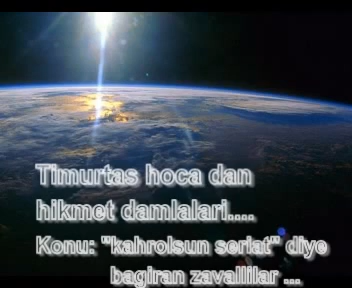 Timurtas hoca dan
hikmet damlalari....
Konu: "kahrolsun seriat" diye
bagiran zavallilar ...